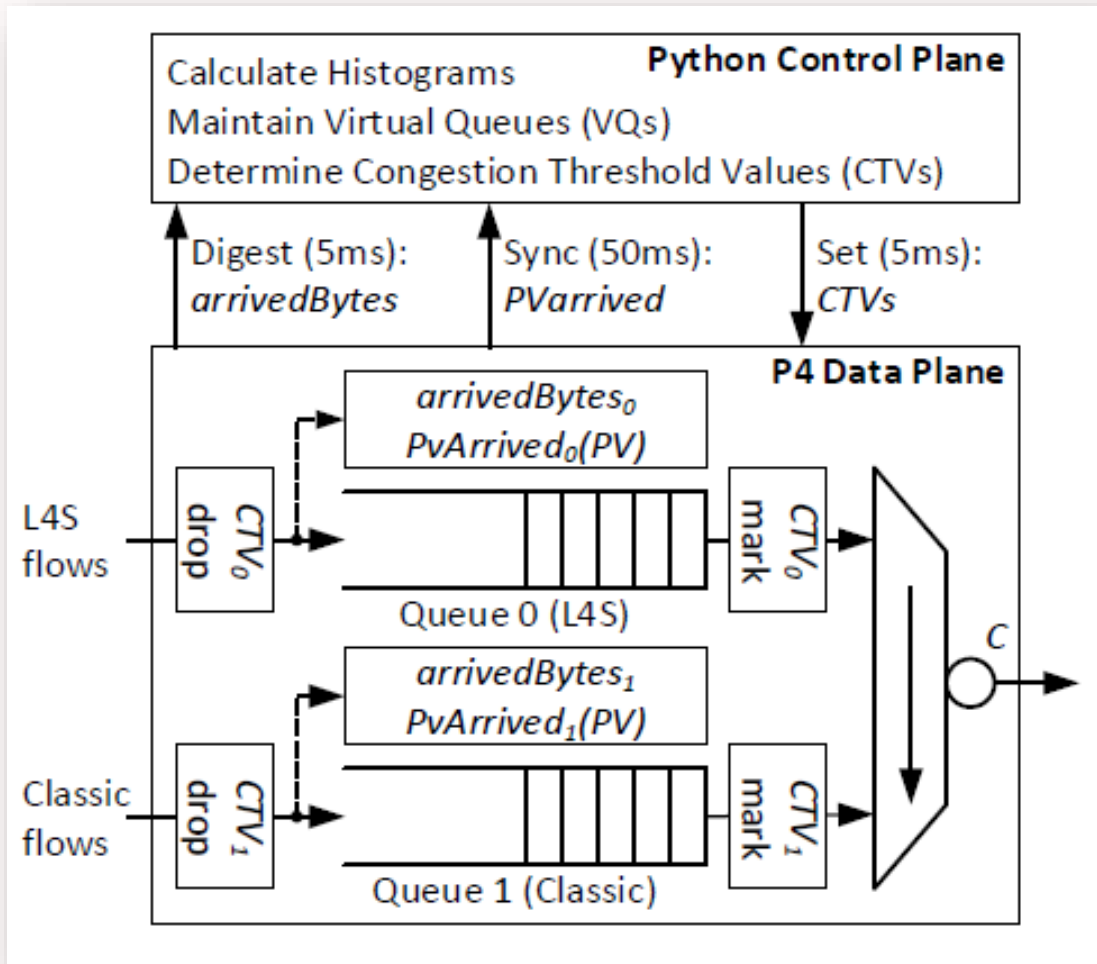 Python Control Plane
Calculate Histograms
Maintain Virtual Queues (VQs)
Determine Congestion Threshold Values (CTVs)
Digest (5ms):
arrivedBytes
Sync (50ms):
PVarrived
Set (5ms):
CTVs
P4 Data Plane
arrivedBytes₀
PvArrived₀(PV)
L4S
flows
CTV₀
drop
CTV₀
mark
Queue 0 (L4S)
C
arrivedBytes₁
PvArrived₁(PV)
Classic
flows
CTV₁
drop
CTV₁
mark
Queue 1 (Classic)